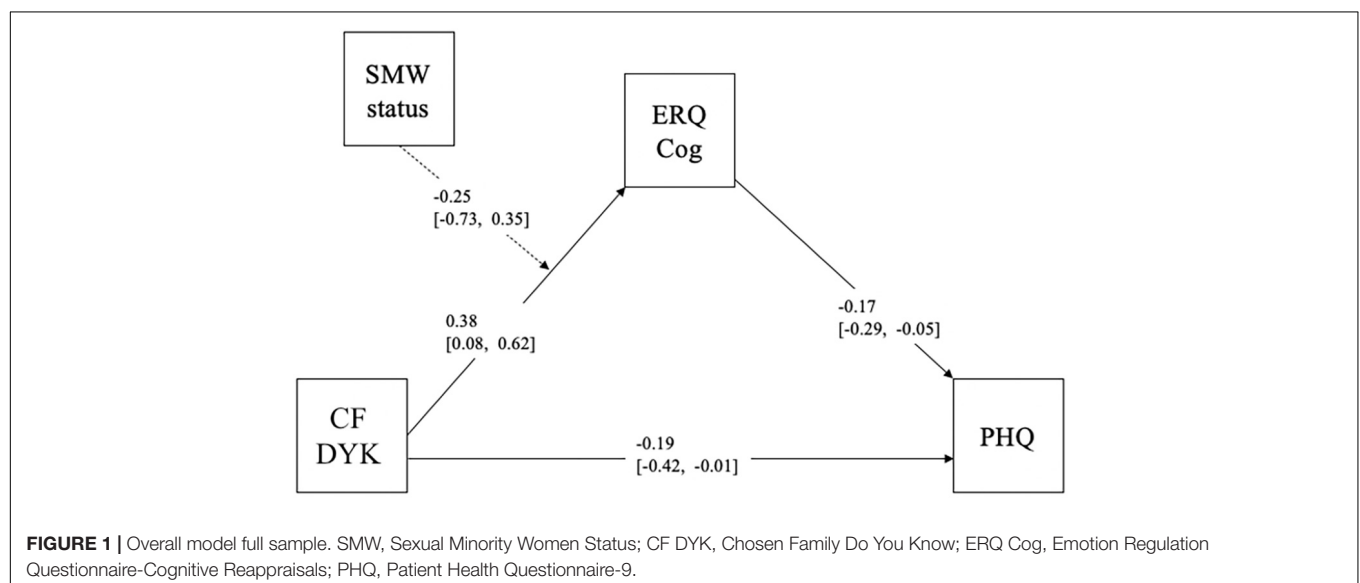 SMW
status
ERQ
Cog
-0.25
[-0.73, 0.35]
0.38
[0.08, 0.62]
-0.17
[-0.29, -0.05]
CF
DYK
-0.19
[-0.42, -0.01]
PHQ
FIGURE 1 | Overall model full sample. SMW, Sexual Minority Women Status; CF DYK, Chosen Family Do You Know; ERQ Cog, Emotion Regulation
Questionnaire-Cognitive Reappraisals; PHQ, Patient Health Questionnaire-9.